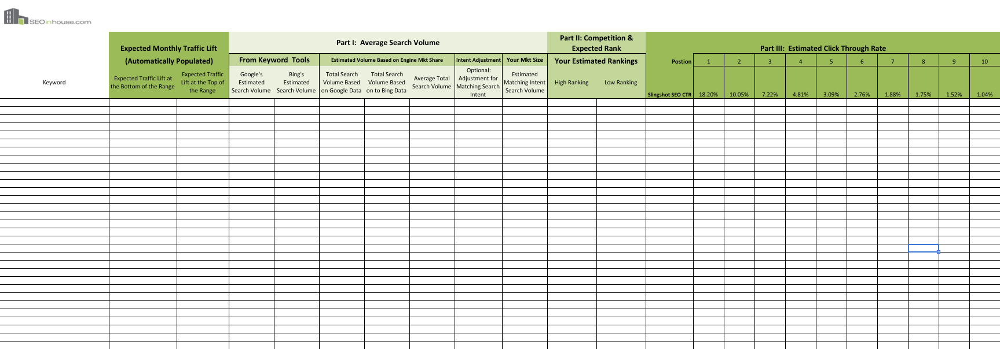 SEOinhouse.com
Expected Monthly Traffic Lift
(Automatically Populated)
Part I:  Average Search Volume
Part II: Competition &
Expected Rank
Part III:  Estimated Click Through Rate
From Keyword  Tools
Estimated Volume Based on Engine Mkt Share
Intent Adjustment
Your Mkt Size
Your Estimated Rankings
Postion
1
2
3
4
5
6
7
8
9
10
Keyword
Expected Traffic Lift at
the Bottom of the Range
Expected Traffic
Lift at the Top of
the Range
Google's
Estimated
Search Volume
Bing's
Estimated
Search Volume
Total Search
Volume Based
on Google Data
Total Search
Volume Based
on to Bing Data
Average Total
Search Volume
Optional:
Adjustment for
Matching Search
Intent
Estimated
Matching Intent
Search Volume
High Ranking
Low Ranking
Slingshot SEO CTR
18.20%
10.05%
7.22%
4.81%
3.09%
2.76%
1.88%
1.75%
1.52%
1.04%